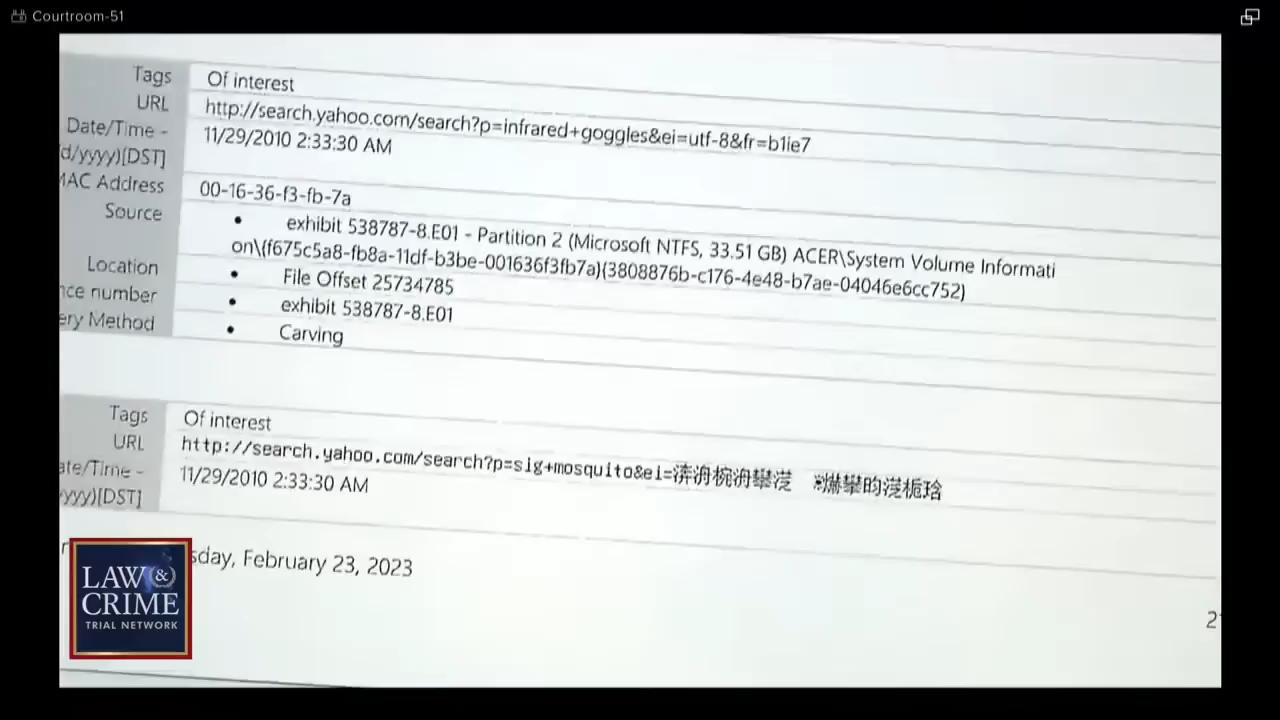 Courtroom-51
Tags Of interest
URL http://search.yahoo.com/search?p=infrared+goggles&ei=utf-8&fr=b1ie7
Date/Time - 11/29/2010 2:33:30 AM
d/yyyy)[DST]
MAC Address 00-16-36-f3-fb-7a
Source
• exhibit 538787-8.E01 - Partition 2 (Microsoft NTFS, 33.51 GB) ACER\System Volume Informati
on\{f675c5a8-fb8a-11df-b3be-001636f3fb7a}{3808876b-c176-4e48-b7ae-04046e6cc752}
Location • File Offset 25734785
nce number • exhibit 538787-8.E01
ery Method • Carving
Tags Of interest
URL http://search.yahoo.com/search?p=sig+mosquito&ei=
ate/Time - 11/29/2010 2:33:30 AM
yyy)[DST]
sday, February 23, 2023
2
LAW &
CRIME
TRIAL NETWORK